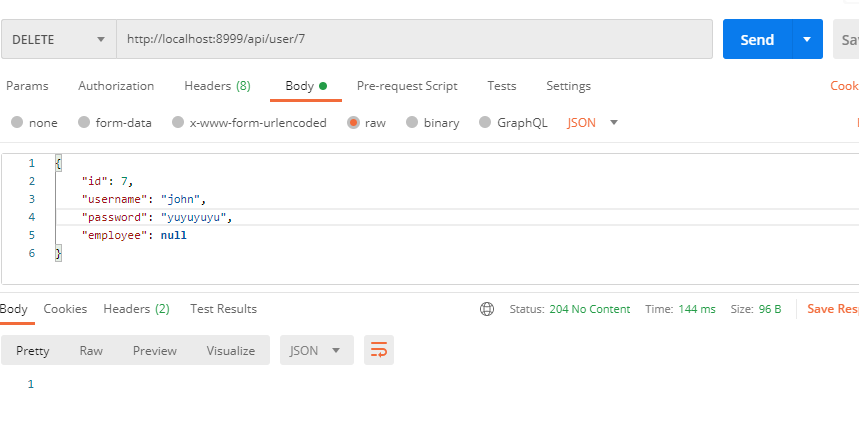 DELETE http://localhost:8999/api/user/7 Send Sa
Params Authorization Headers (8) Body Pre-request Script Tests Settings Cook
none form-data x-www-form-urlencoded raw binary GraphQL JSON
1 {
2 "id": 7,
3 "username": "john",
4 "password": "yuyuyuyu",
5 "employee": null
6 }
Body Cookies Headers (2) Test Results Status: 204 No Content Time: 144 ms Size: 96 B Save Resp
Pretty Raw Preview Visualize JSON
1